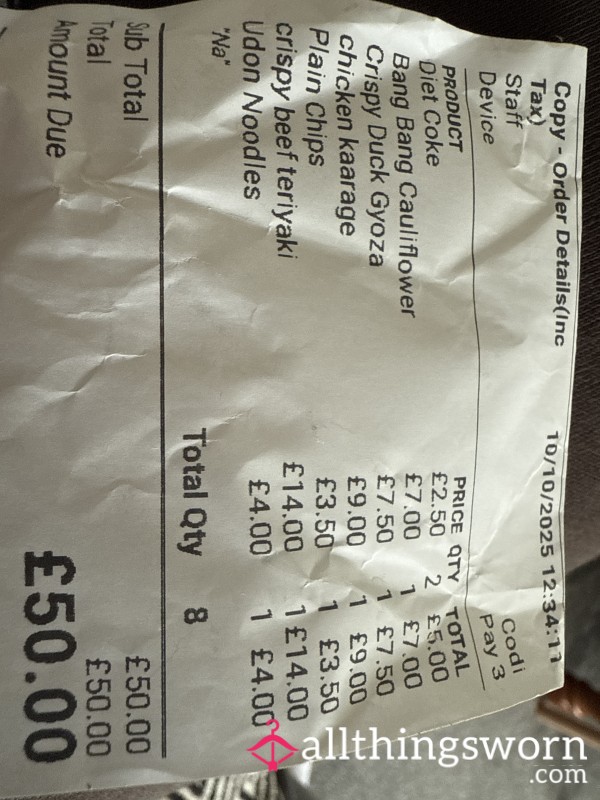 Copy - Order Details(Inc 10/10/2025 12:34:11
Tax)
Staff Codi
Device Pay 3
PRODUCT PRICE QTY TOTAL
Diet Coke £2.50 2 £5.00
Bang Bang Cauliflower £7.00 1 £7.00
Crispy Duck Gyoza £7.50 1 £7.50
chicken kaarage £9.00 1 £9.00
Plain Chips £3.50 1 £3.50
crispy beef teriyaki £14.00 1 £14.00
Udon Noodles £4.00 1 £4.00
"Na"
Total Qty 8
Sub Total £50.00
Total £50.00
Amount Due £50.00
allthingsworn
.com